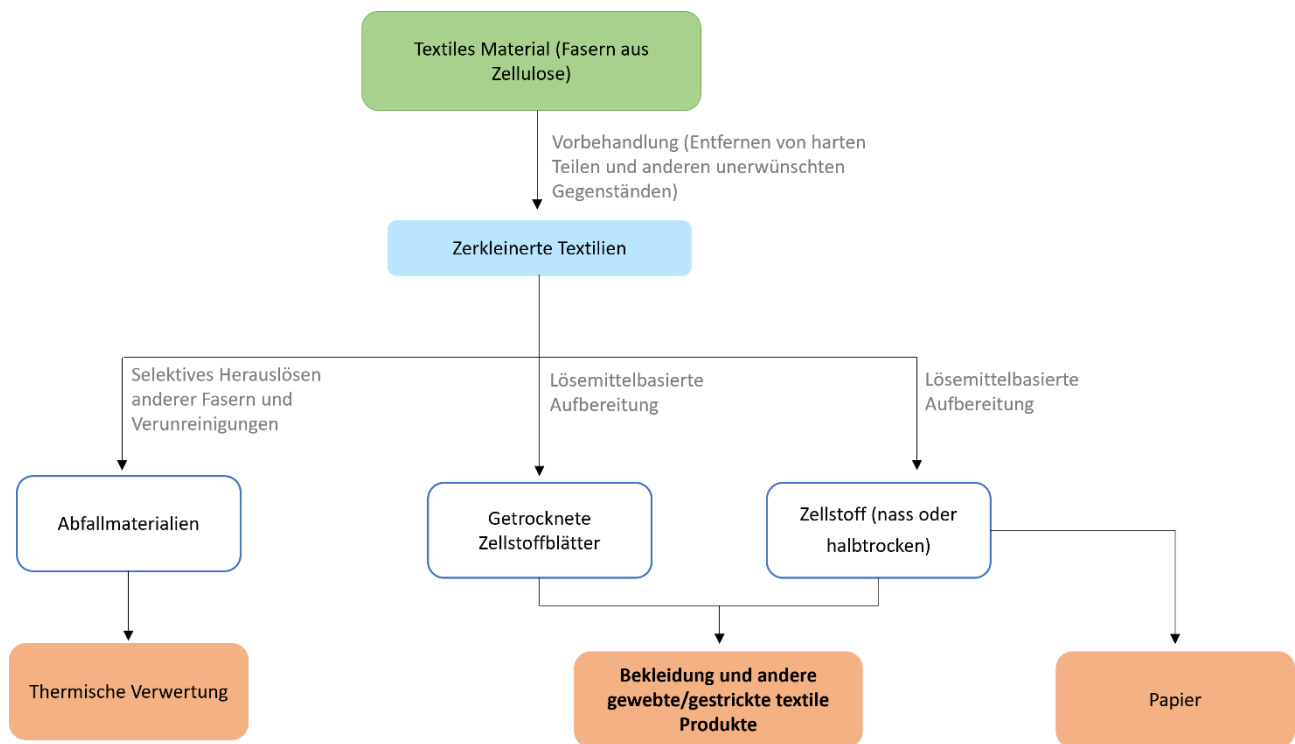 Textiles Material (Fasern aus
Zellulose)
Vorbehandlung (Entfernen von harten
Teilen und anderen unerwünschten
Gegenständen)
Zerkleinerte Textilien
Selektives Herauslösen
anderer Fasern und
Verunreinigungen
Lösemittelbasierte
Aufbereitung
Lösemittelbasierte
Aufbereitung
Abfallmaterialien
Getrocknete
Zellstoffblätter
Zellstoff (nass oder
halbtrocken)
Thermische Verwertung
Bekleidung und andere
gewebte/gestrickte textile
Produkte
Papier